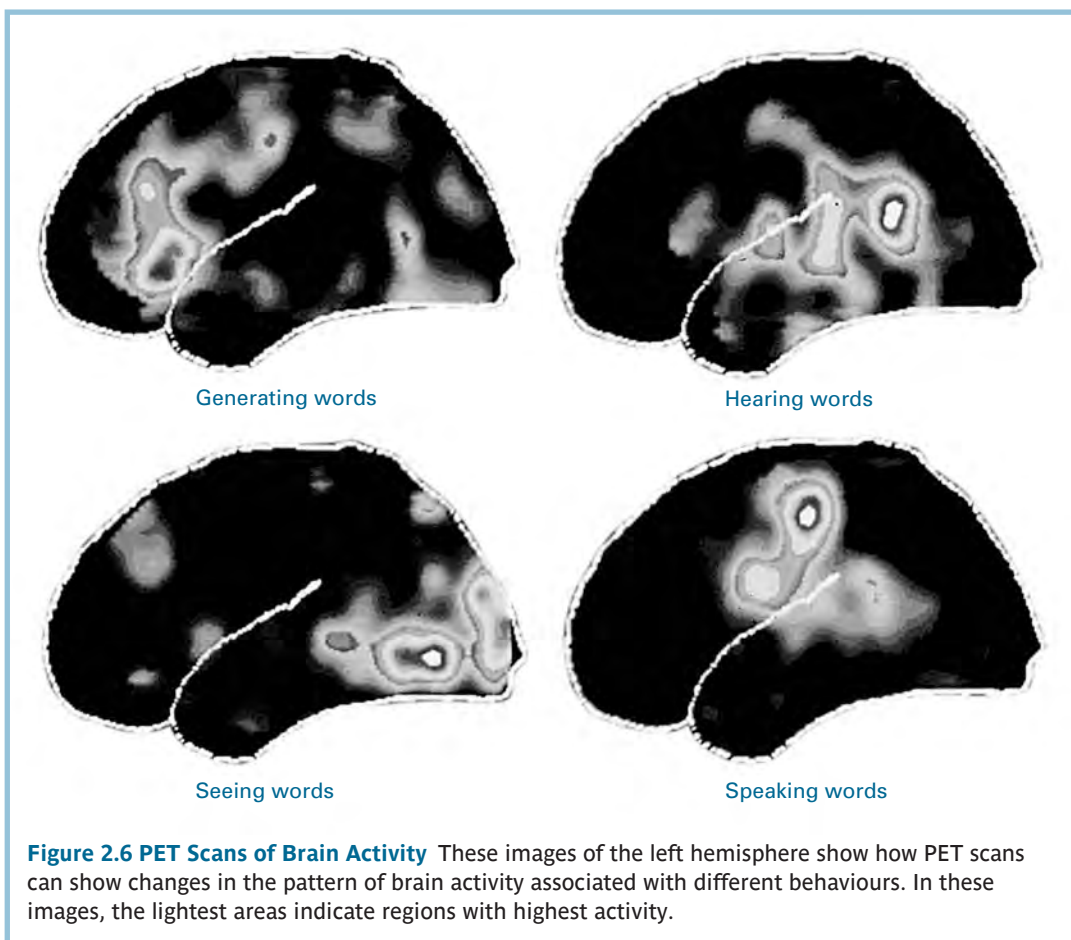 Generating words
Hearing words
Seeing words
Speaking words
Figure 2.6 PET Scans of Brain Activity These images of the left hemisphere show how PET scans
can show changes in the pattern of brain activity associated with different behaviours. In these
images, the lightest areas indicate regions with highest activity.